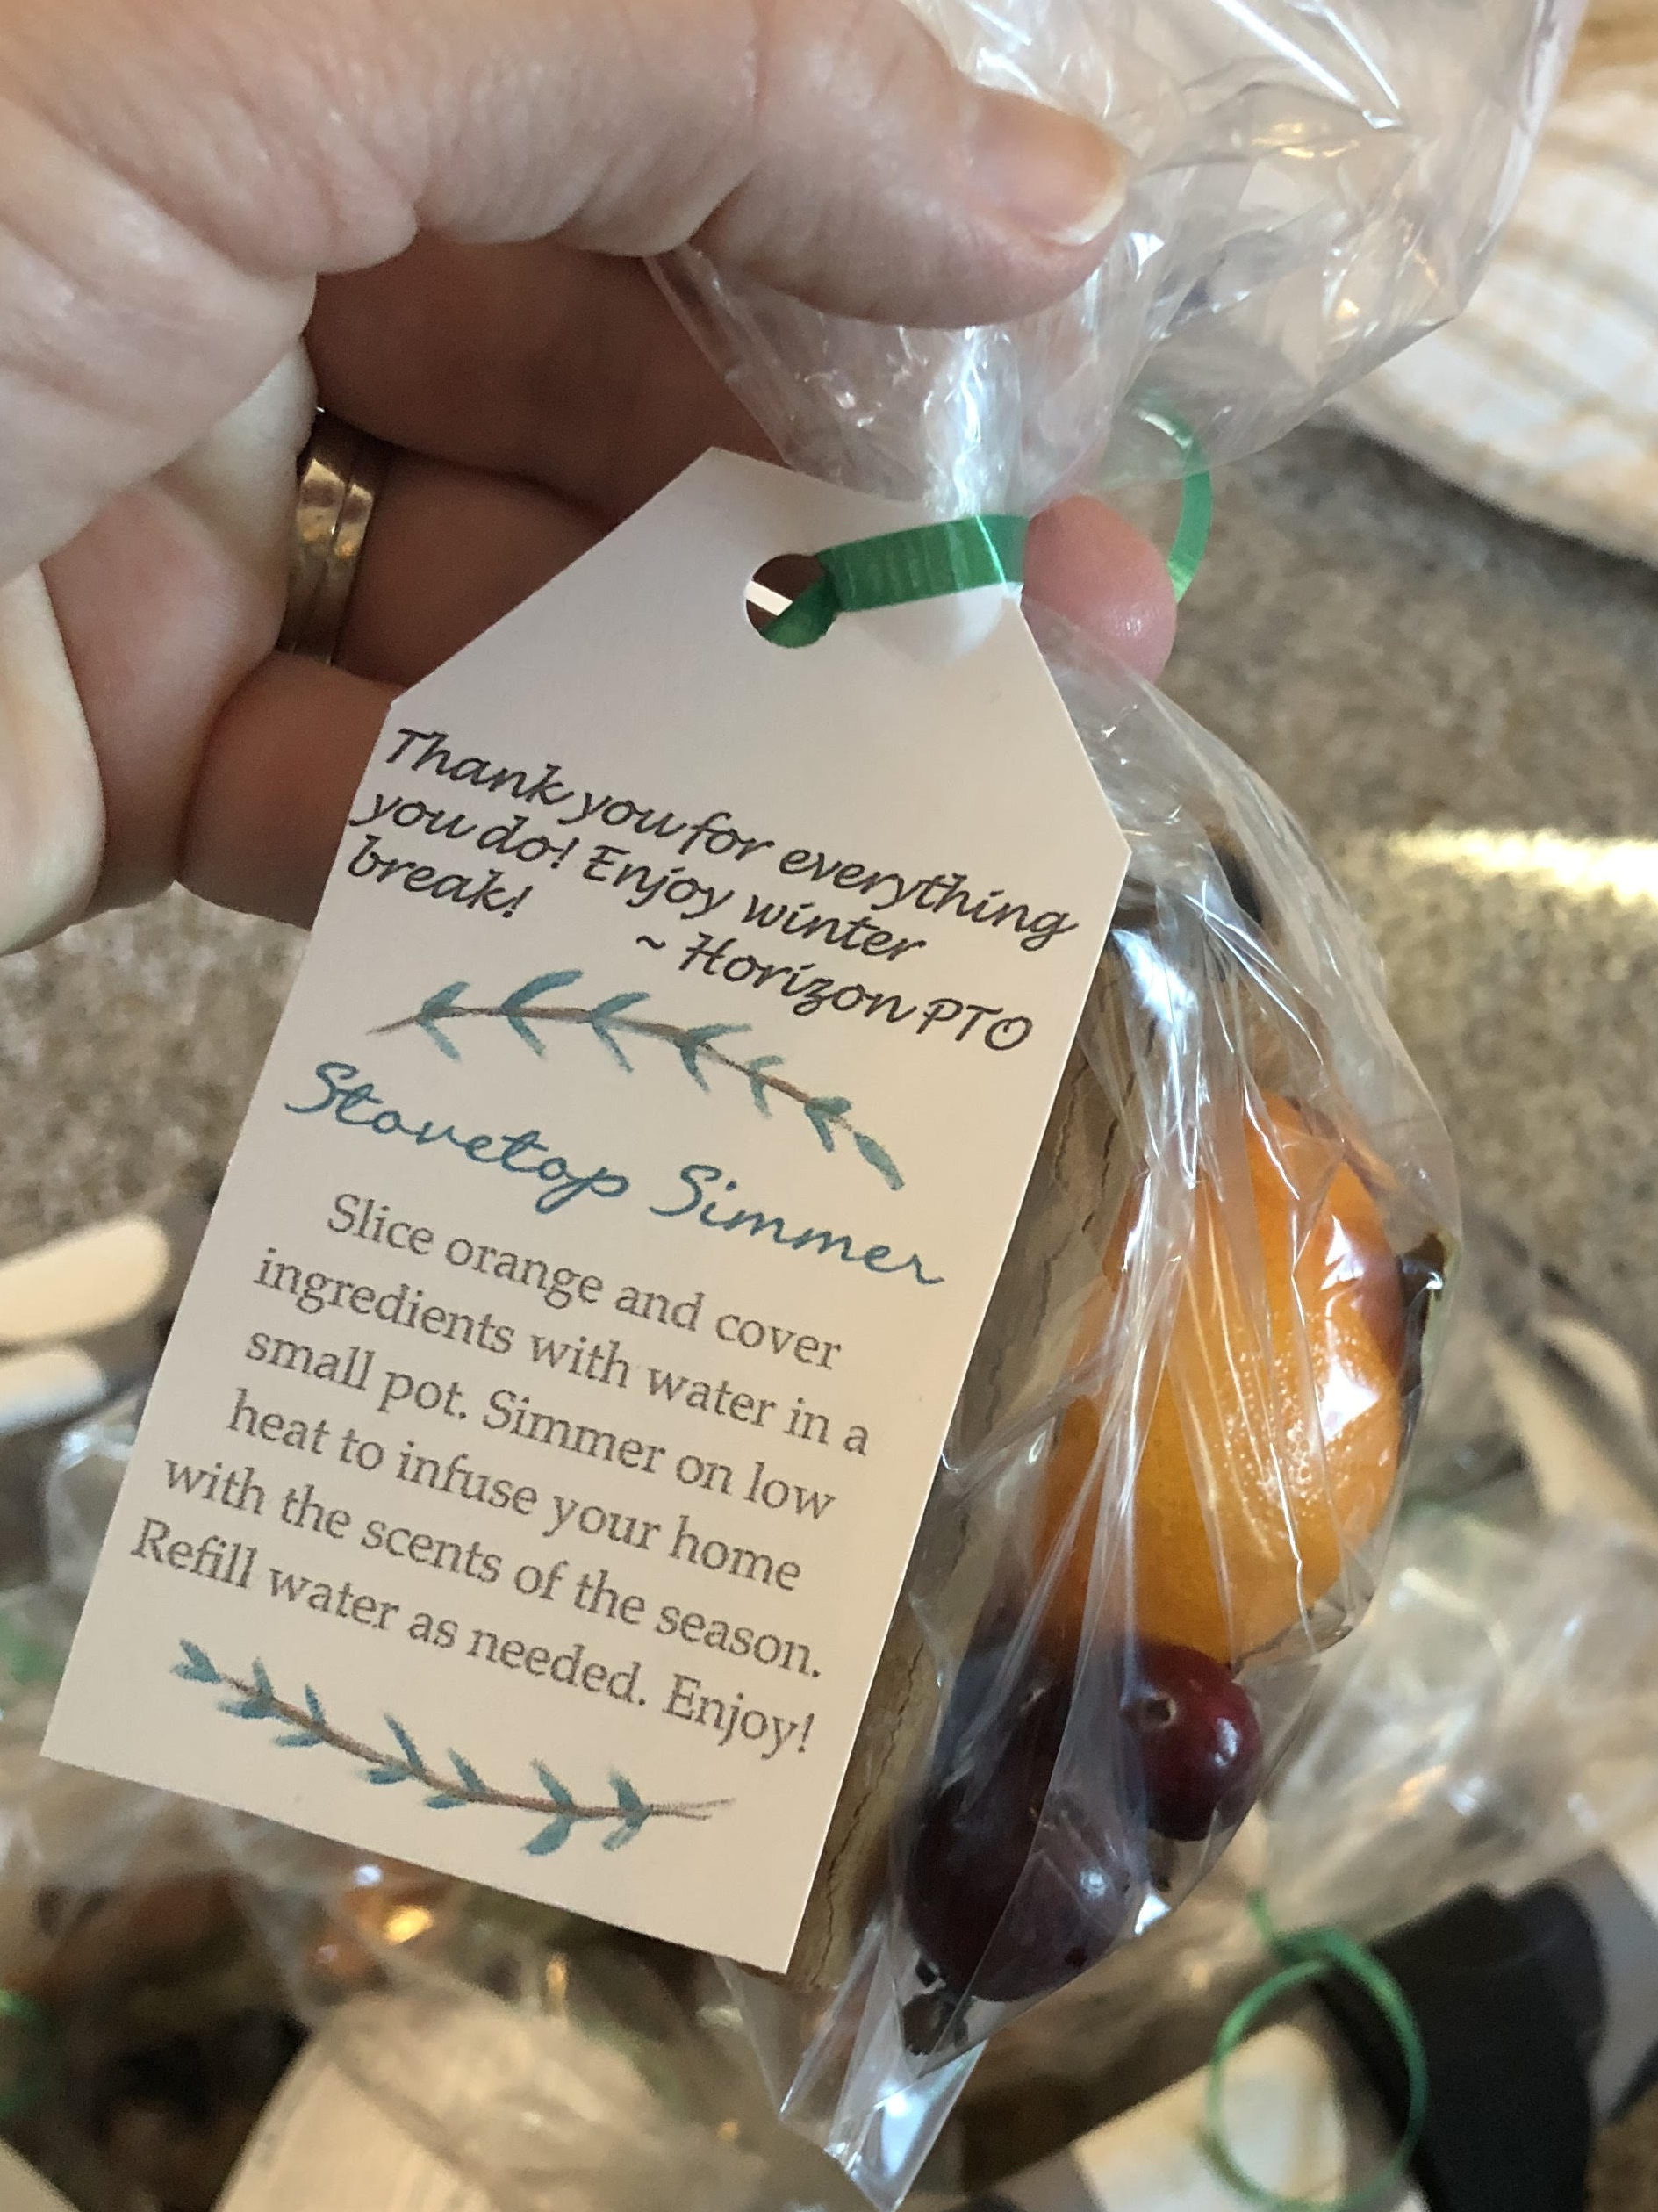 Thank you for everything
you do! Enjoy winter
break!
~ Horizon PTO
Stovetop Simmer
Slice orange and cover
ingredients with water in a
small pot. Simmer on low
heat to infuse your home
with the scents of the season.
Refill water as needed. Enjoy!